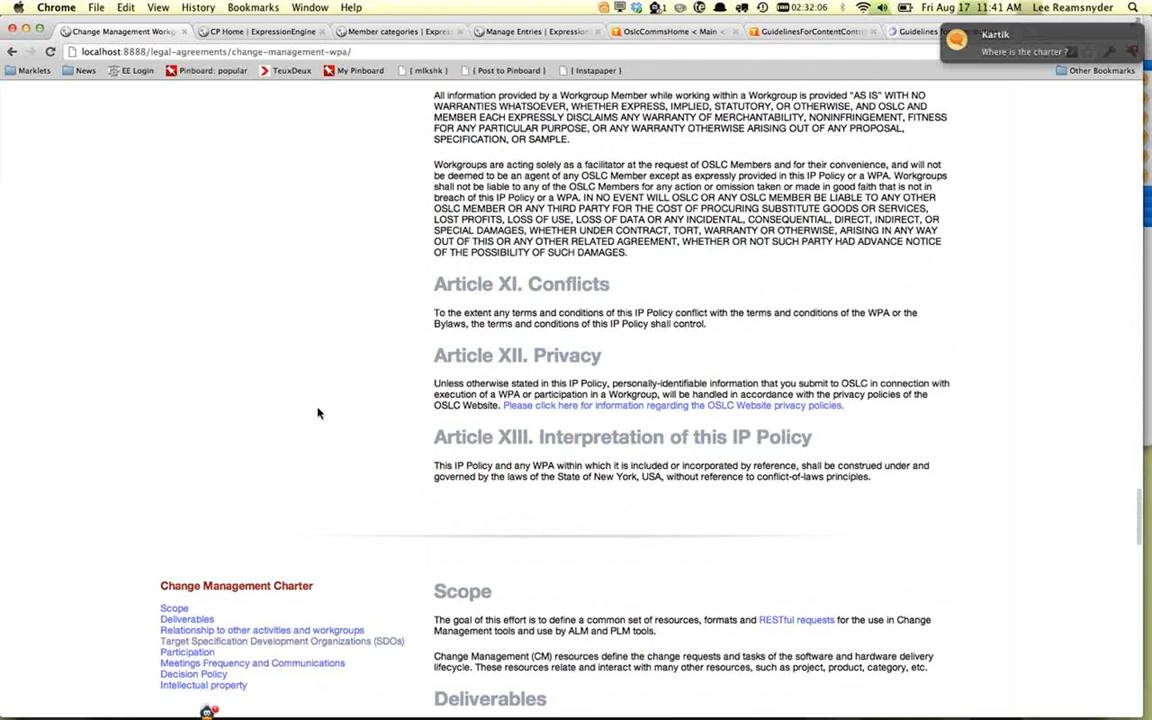 Chrome File Edit View History Bookmarks Window Help 02:32:06 Fri Aug 17 11:41 AM Lee Reamsnyder
Change Management Workg CP Home | ExpressionEngine Member categories | Expres Manage Entries | Expression OslcCommsHome < Main GuidelinesForContentContri Guidelines fo
Kartik
Where is the charter ?
localhost:8888/legal-agreements/change-management-wpa/
Marklets News EE Login Pinboard: popular TeuxDeux My Pinboard { mlkshk } { Post to Pinboard } { Instapaper } Other Bookmarks
All information provided by a Workgroup Member while working within a Workgroup is provided "AS IS" WITH NO
WARRANTIES WHATSOEVER, WHETHER EXPRESS, IMPLIED, STATUTORY, OR OTHERWISE, AND OSLC AND
MEMBER EACH EXPRESSLY DISCLAIMS ANY WARRANTY OF MERCHANTABILITY, NONINFRINGEMENT, FITNESS
FOR ANY PARTICULAR PURPOSE, OR ANY WARRANTY OTHERWISE ARISING OUT OF ANY PROPOSAL,
SPECIFICATION, OR SAMPLE.
Workgroups are acting solely as a facilitator at the request of OSLC Members and for their convenience, and will not
be deemed to be an agent of any OSLC Member except as expressly provided in this IP Policy or a WPA. Workgroups
shall not be liable to any of the OSLC Members for any action or omission taken or made in good faith that is not in
breach of this IP Policy or a WPA. IN NO EVENT WILL OSLC OR ANY OSLC MEMBER BE LIABLE TO ANY OTHER
OSLC MEMBER OR ANY THIRD PARTY FOR THE COST OF PROCURING SUBSTITUTE GOODS OR SERVICES,
LOST PROFITS, LOSS OF USE, LOSS OF DATA OR ANY INCIDENTAL, CONSEQUENTIAL, DIRECT, INDIRECT, OR
SPECIAL DAMAGES, WHETHER UNDER CONTRACT, TORT, WARRANTY OR OTHERWISE, ARISING IN ANY WAY
OUT OF THIS OR ANY OTHER RELATED AGREEMENT, WHETHER OR NOT SUCH PARTY HAD ADVANCE NOTICE
OF THE POSSIBILITY OF SUCH DAMAGES.
Article XI. Conflicts
To the extent any terms and conditions of this IP Policy conflict with the terms and conditions of the WPA or the
Bylaws, the terms and conditions of this IP Policy shall control.
Article XII. Privacy
Unless otherwise stated in this IP Policy, personally-identifiable information that you submit to OSLC in connection with
execution of a WPA or participation in a Workgroup, will be handled in accordance with the privacy policies of the
OSLC Website. Please click here for information regarding the OSLC Website privacy policies.
Article XIII. Interpretation of this IP Policy
This IP Policy and any WPA within which it is included or incorporated by reference, shall be construed under and
governed by the laws of the State of New York, USA, without reference to conflict-of-laws principles.
Change Management Charter
Scope
Deliverables
Relationship to other activities and workgroups
Target Specification Development Organizations (SDOs)
Participation
Meetings Frequency and Communications
Decision Policy
Intellectual property
Scope
The goal of this effort is to define a common set of resources, formats and RESTful requests for the use in Change
Management tools and use by ALM and PLM tools.
Change Management (CM) resources define the change requests and tasks of the software and hardware delivery
lifecycle. These resources relate and interact with many other resources, such as project, product, category, etc.
Deliverables